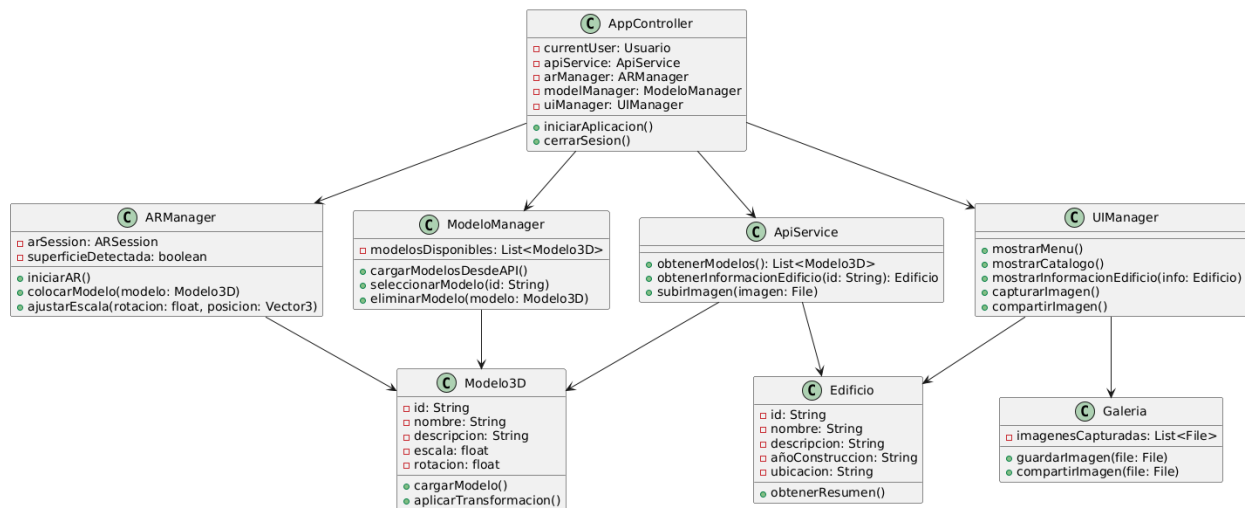 C AppController
currentUser: Usuario
apiService: ApiService
arManager: ARManager
modelManager: ModeloManager
uiManager: UIManager
iniciarAplicacion()
cerrarSesion()
C ARManager
arSession: ARSession
superficieDetectada: boolean
iniciarAR()
colocarModelo(modelo: Modelo3D)
ajustarEscala(rotacion: float, posicion: Vector3)
C ModeloManager
modelosDisponibles: List<Modelo3D>
cargarModelosDesdeAPI()
seleccionarModelo(id: String)
eliminarModelo(modelo: Modelo3D)
C ApiService
obtenerModelos(): List<Modelo3D>
obtenerInformacionEdificio(id: String): Edificio
subirImagen(imagen: File)
C UIManager
mostrarMenu()
mostrarCatalogo()
mostrarInformacionEdificio(info: Edificio)
capturarImagen()
compartirImagen()
C Modelo3D
id: String
nombre: String
descripcion: String
escala: float
rotacion: float
cargarModelo()
aplicarTransformacion()
C Edificio
id: String
nombre: String
descripcion: String
añoConstruccion: String
ubicacion: String
obtenerResumen()
C Galeria
imagenesCapturadas: List<File>
guardarImagen(file: File)
compartirImagen(file: File)